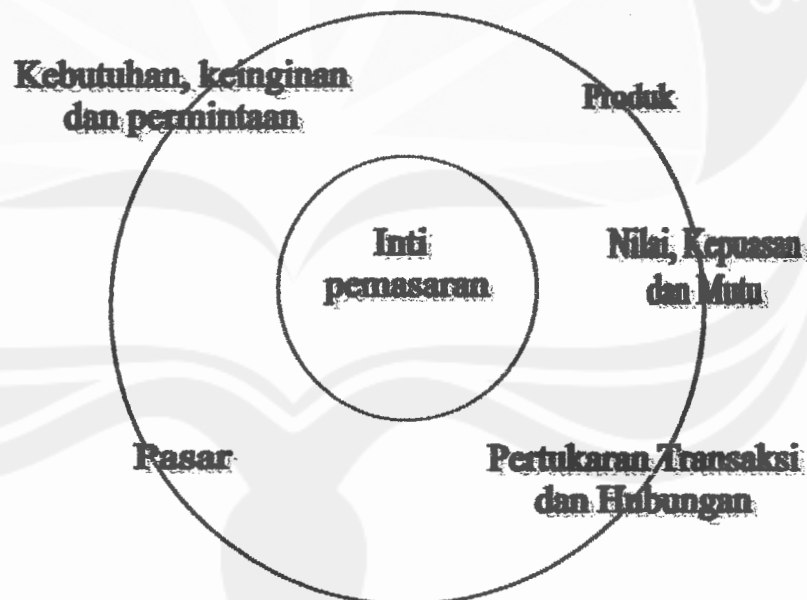 Kebutuhan, keinginan
dan permintaan
Produk
Inti
pemasaran
Nilai, Kepuasan
dan Mutu
Pasar
Pertukaran Transaksi
dan Hubungan